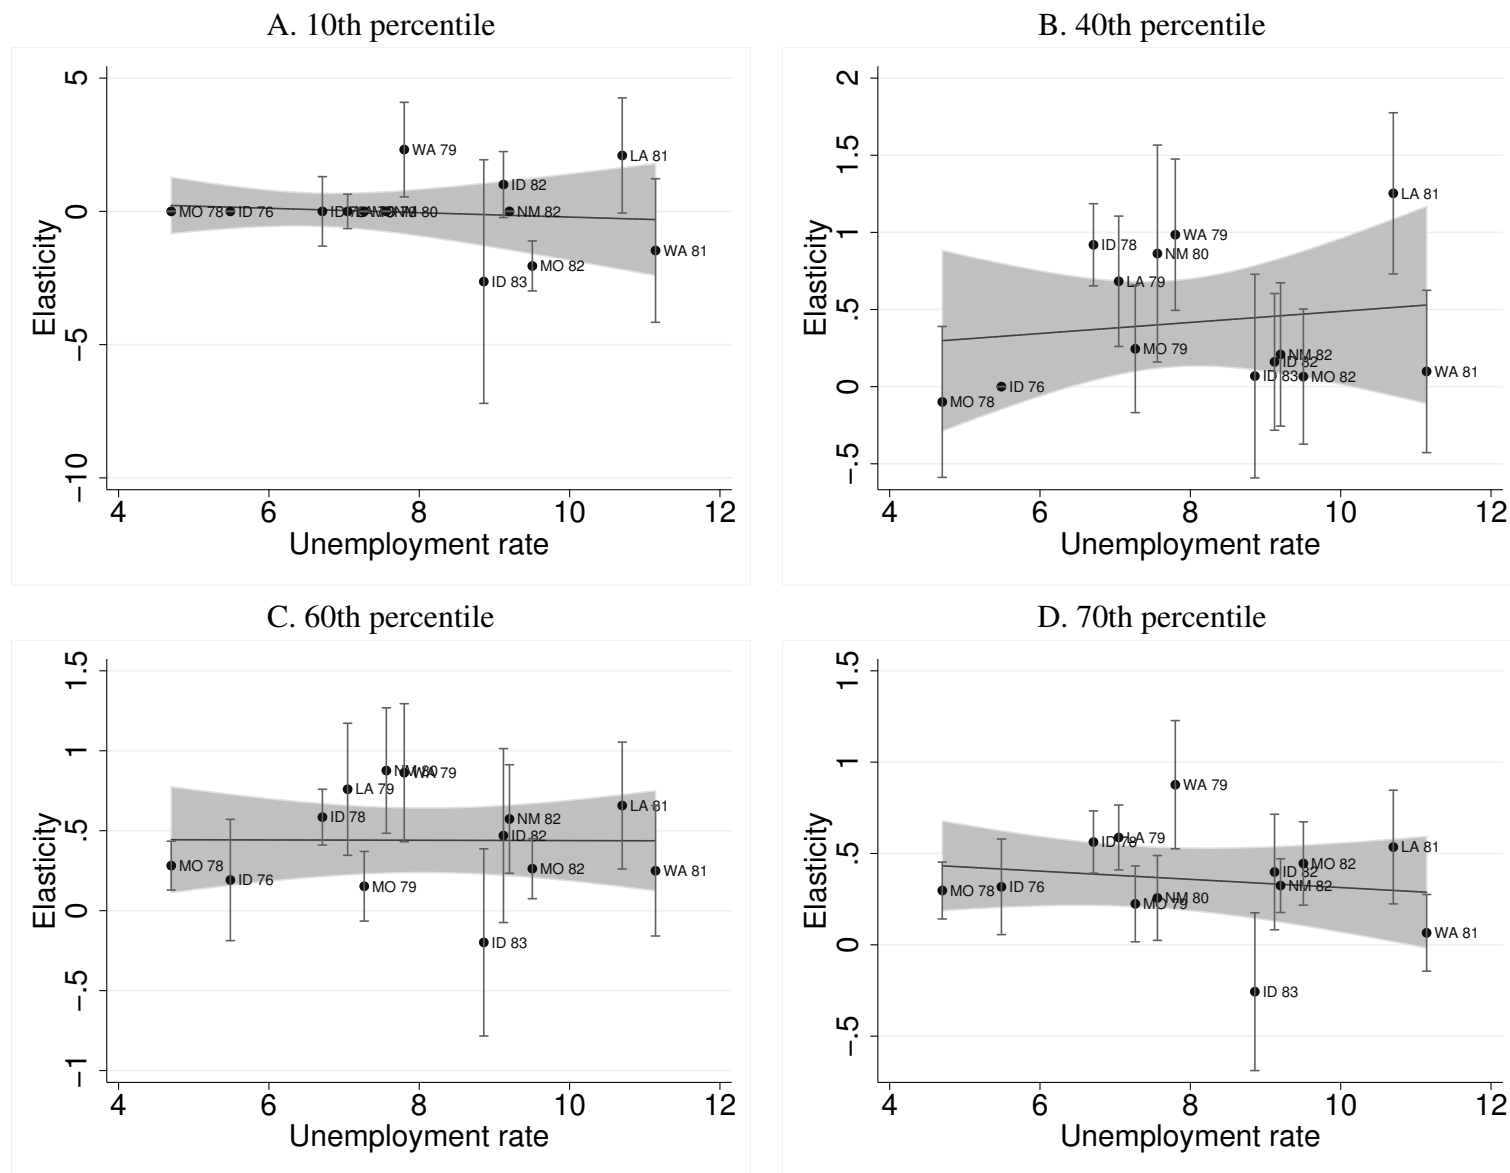 A. 10th percentile
5
0
−5
−10
Elasticity
WA 79
LA 81
ID 82
MO 78
ID 76
NM 80
NM 82
WA 81
MO 82
ID 83
4 6 8 10 12
Unemployment rate
B. 40th percentile
2
1.5
1
.5
0
−.5
Elasticity
LA 81
WA 79
ID 78
NM 80
LA 79
MO 79
NM 82
ID 82
ID 83
MO 82
WA 81
ID 76
MO 78
4 6 8 10 12
Unemployment rate
C. 60th percentile
1.5
1
.5
0
−.5
−1
Elasticity
NM 80
WA 79
LA 79
LA 81
ID 78
NM 82
ID 82
MO 78
MO 82
WA 81
ID 76
MO 79
ID 83
4 6 8 10 12
Unemployment rate
D. 70th percentile
1.5
1
.5
0
−.5
Elasticity
WA 79
LA 79
ID 78
LA 81
MO 82
ID 82
NM 82
ID 76
MO 78
NM 80
MO 79
WA 81
ID 83
4 6 8 10 12
Unemployment rate